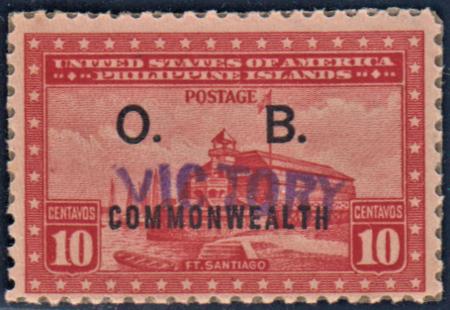 UNITED STATES OF AMERICA
PHILIPPINE ISLANDS
POSTAGE
O. B.
VICTORY
COMMONWEALTH
CENTAVOS CENTAVOS
10 10
FT. SANTIAGO